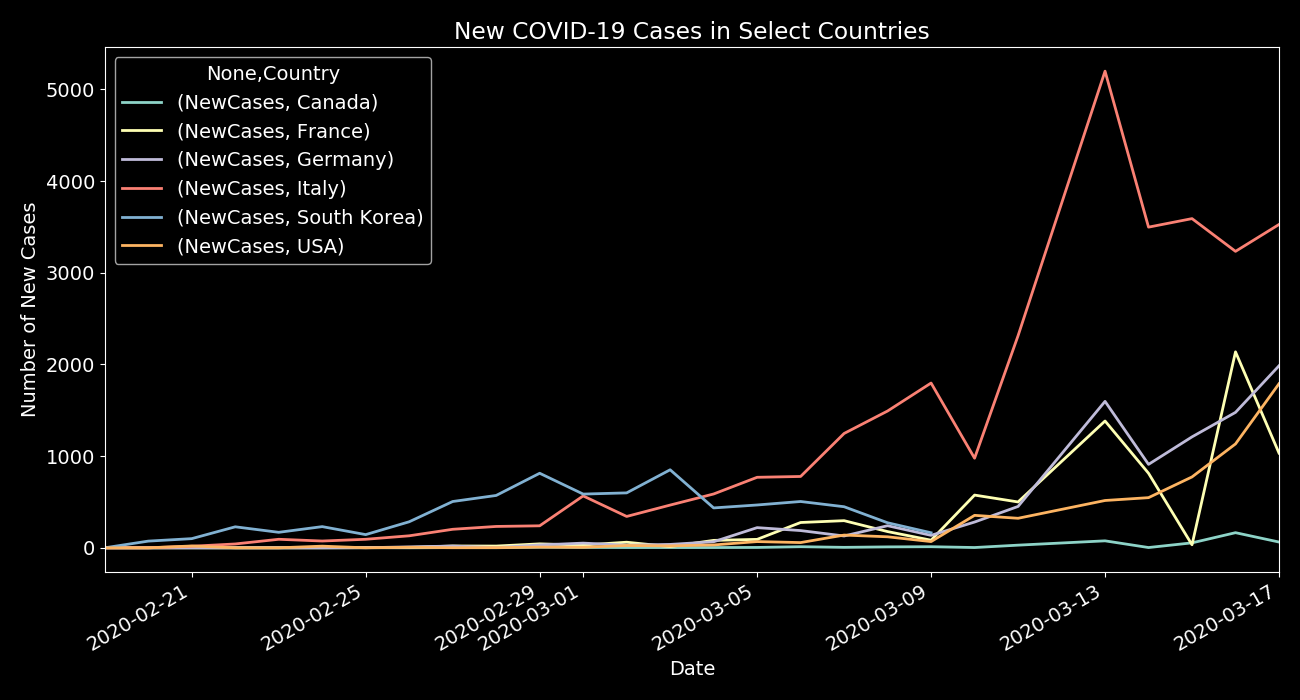 New COVID-19 Cases in Select Countries
None,Country
(NewCases, Canada)
(NewCases, France)
(NewCases, Germany)
(NewCases, Italy)
(NewCases, South Korea)
(NewCases, USA)
Number of New Cases
5000
4000
3000
2000
1000
0
2020-02-21
2020-02-25
2020-02-29
2020-03-01
2020-03-05
2020-03-09
2020-03-13
2020-03-17
Date